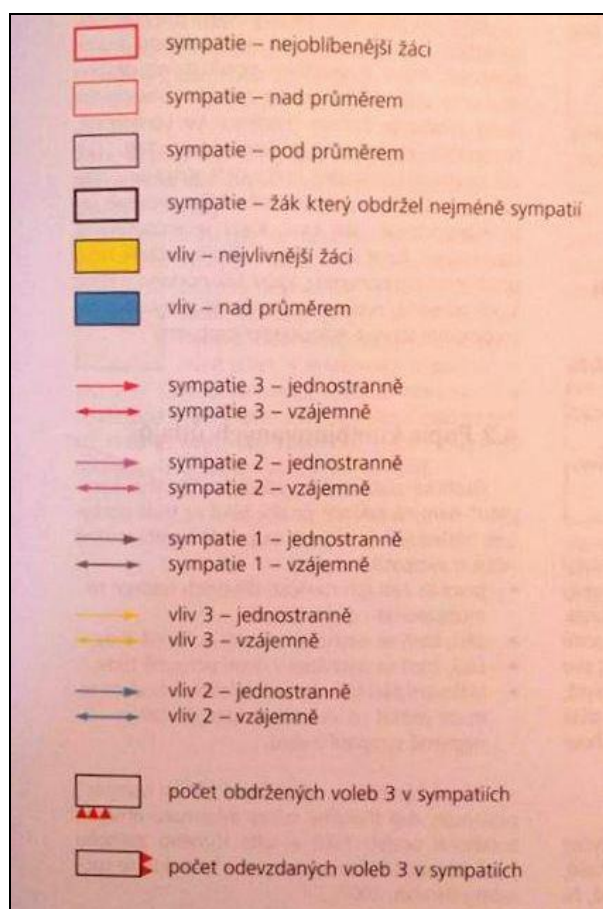 sympatie – nejoblíbenější žáci
sympatie – nad průměrem
sympatie – pod průměrem
sympatie – žák který obdržel nejméně sympatií
vliv – nejvlivnější žáci
vliv – nad průměrem
sympatie 3 – jednostranně
sympatie 3 – vzájemně
sympatie 2 – jednostranně
sympatie 2 – vzájemně
sympatie 1 – jednostranně
sympatie 1 – vzájemně
vliv 3 – jednostranně
vliv 3 – vzájemně
vliv 2 – jednostranně
vliv 2 – vzájemně
počet obdržených voleb 3 v sympatiích
počet odevzdaných voleb 3 v sympatiích